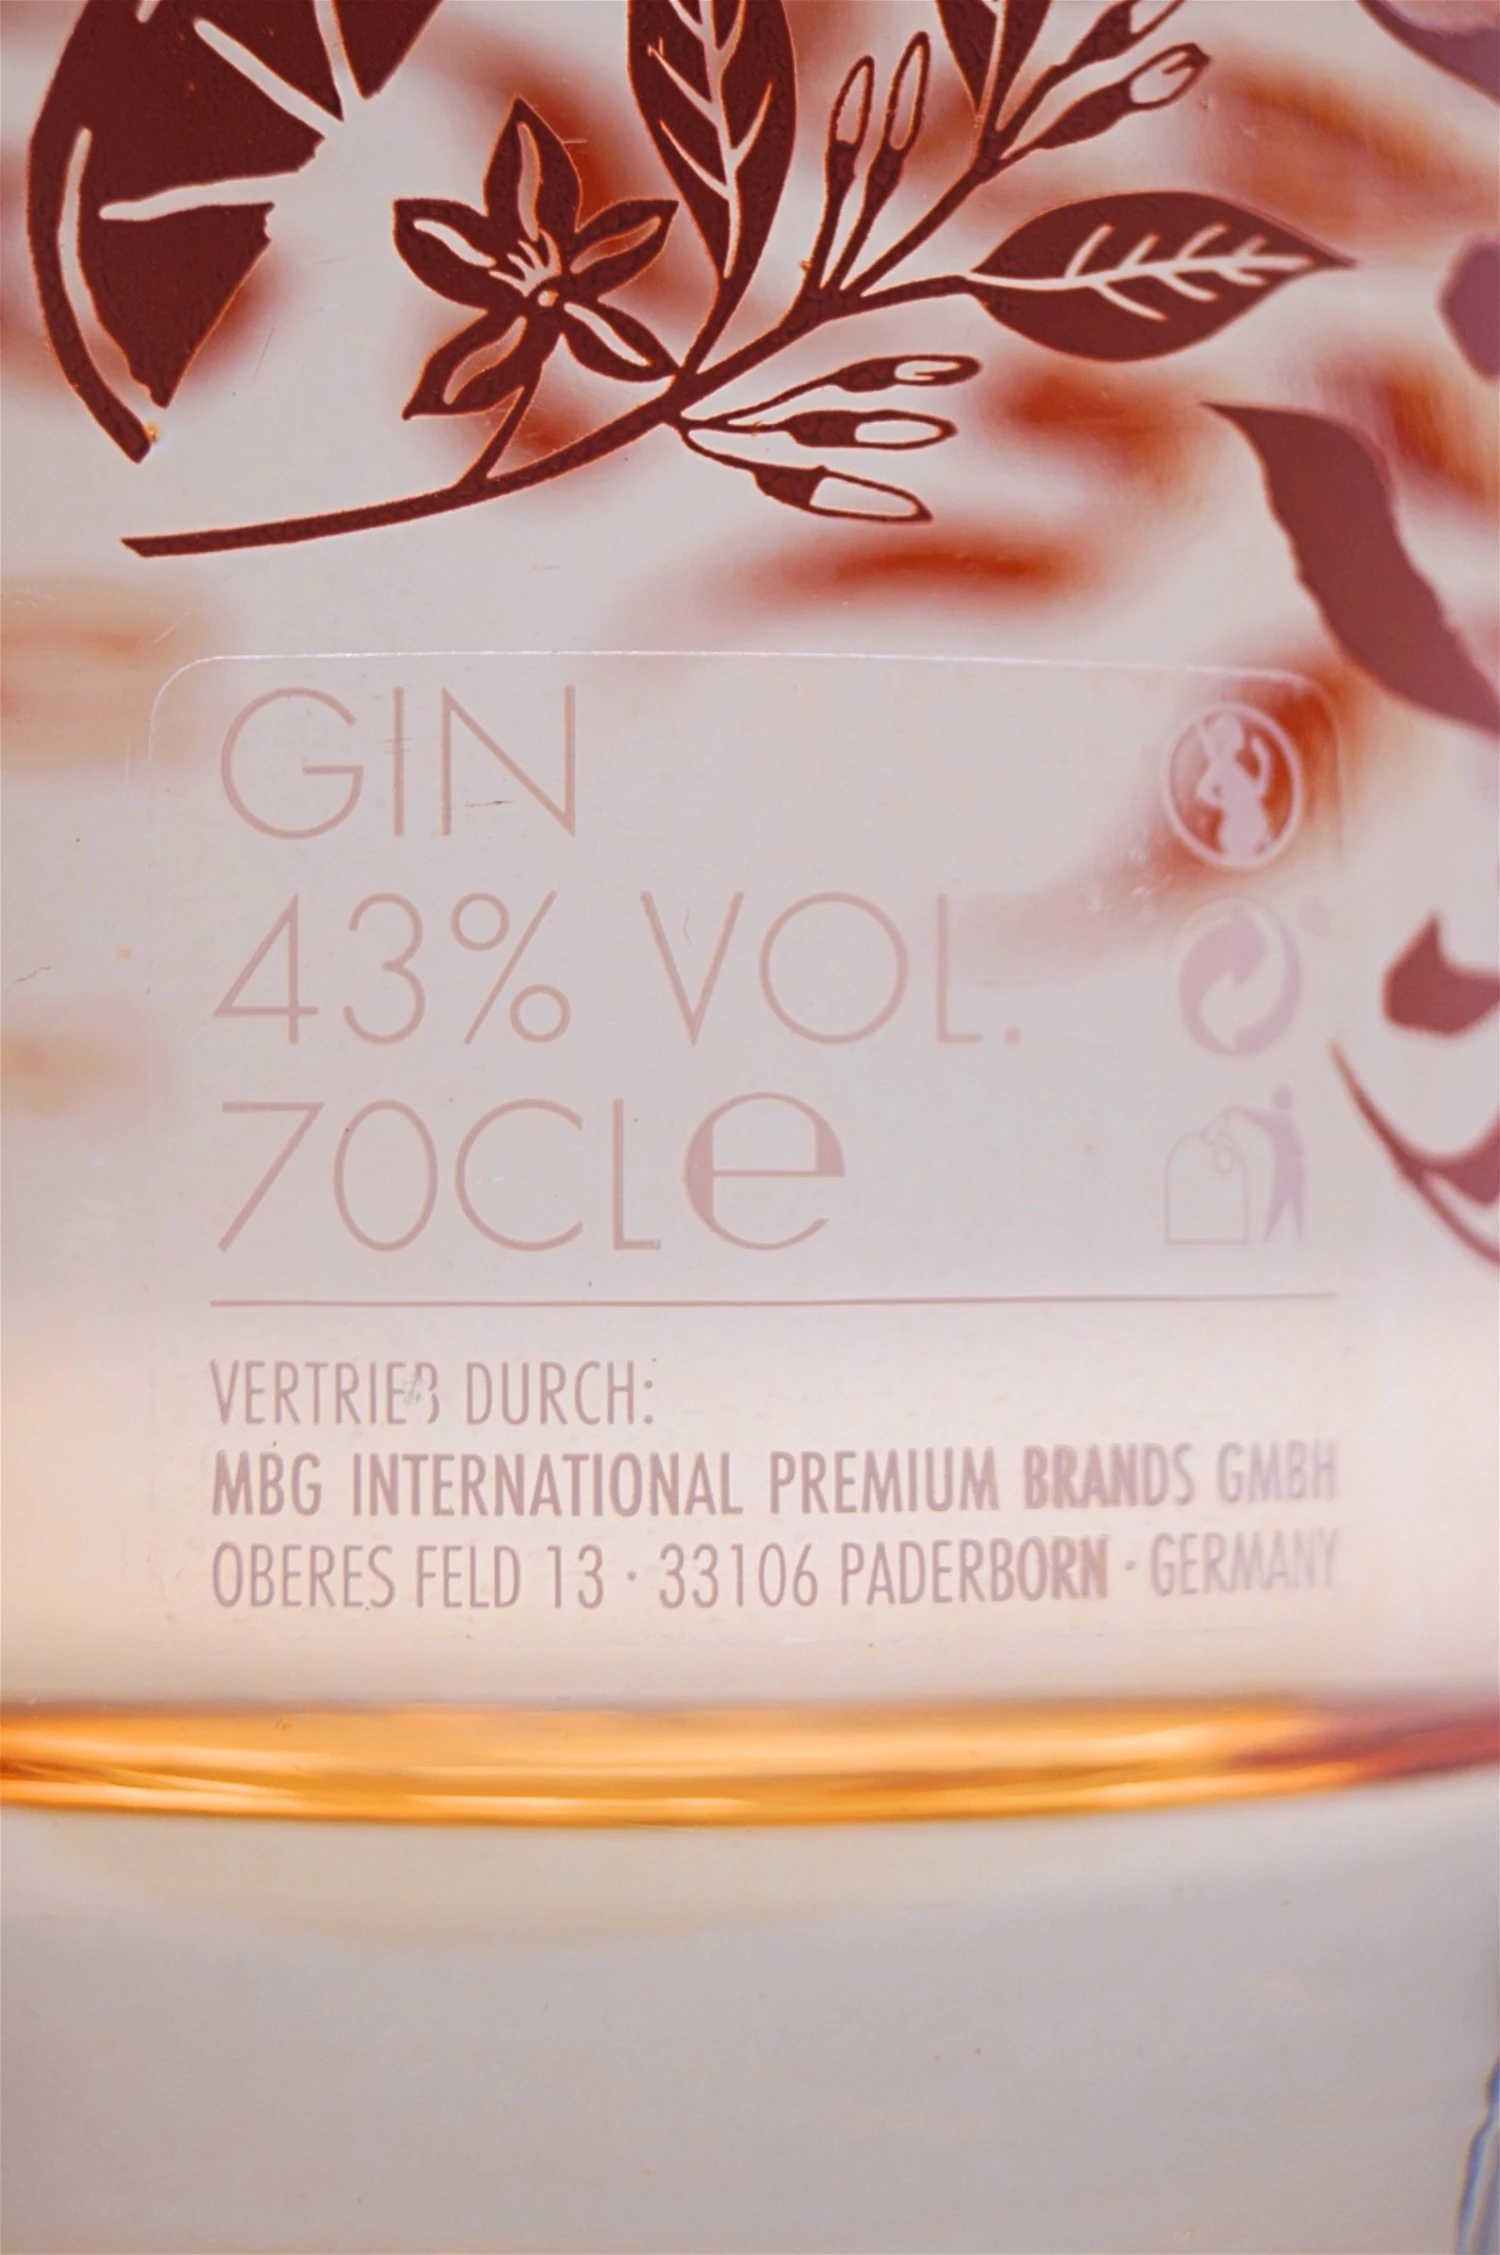 GIN
43% VOL.
70CLe
VERTRIEB DURCH:
MBG INTERNATIONAL PREMIUM BRANDS GMBH
OBERES FELD 13 · 33106 PADERBORN · GERMANY